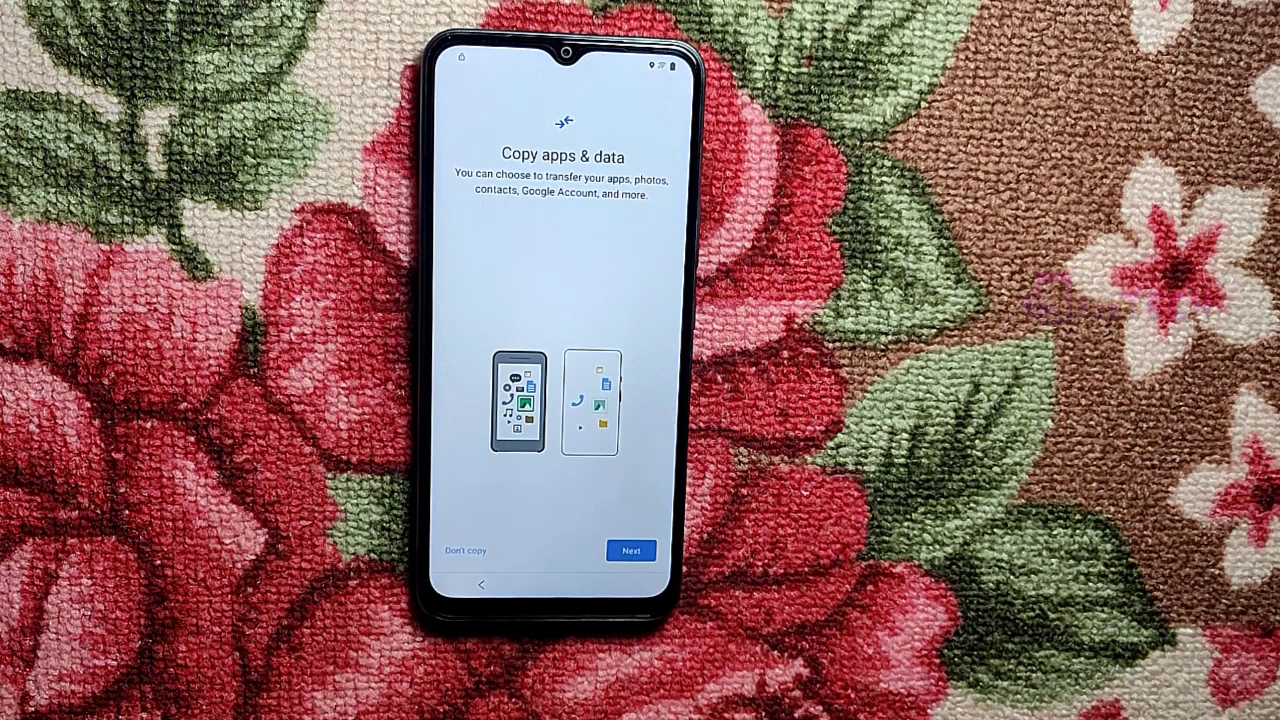 Copy apps & data
You can choose to transfer your apps, photos,
contacts, Google Account, and more.
Don't copy
Next